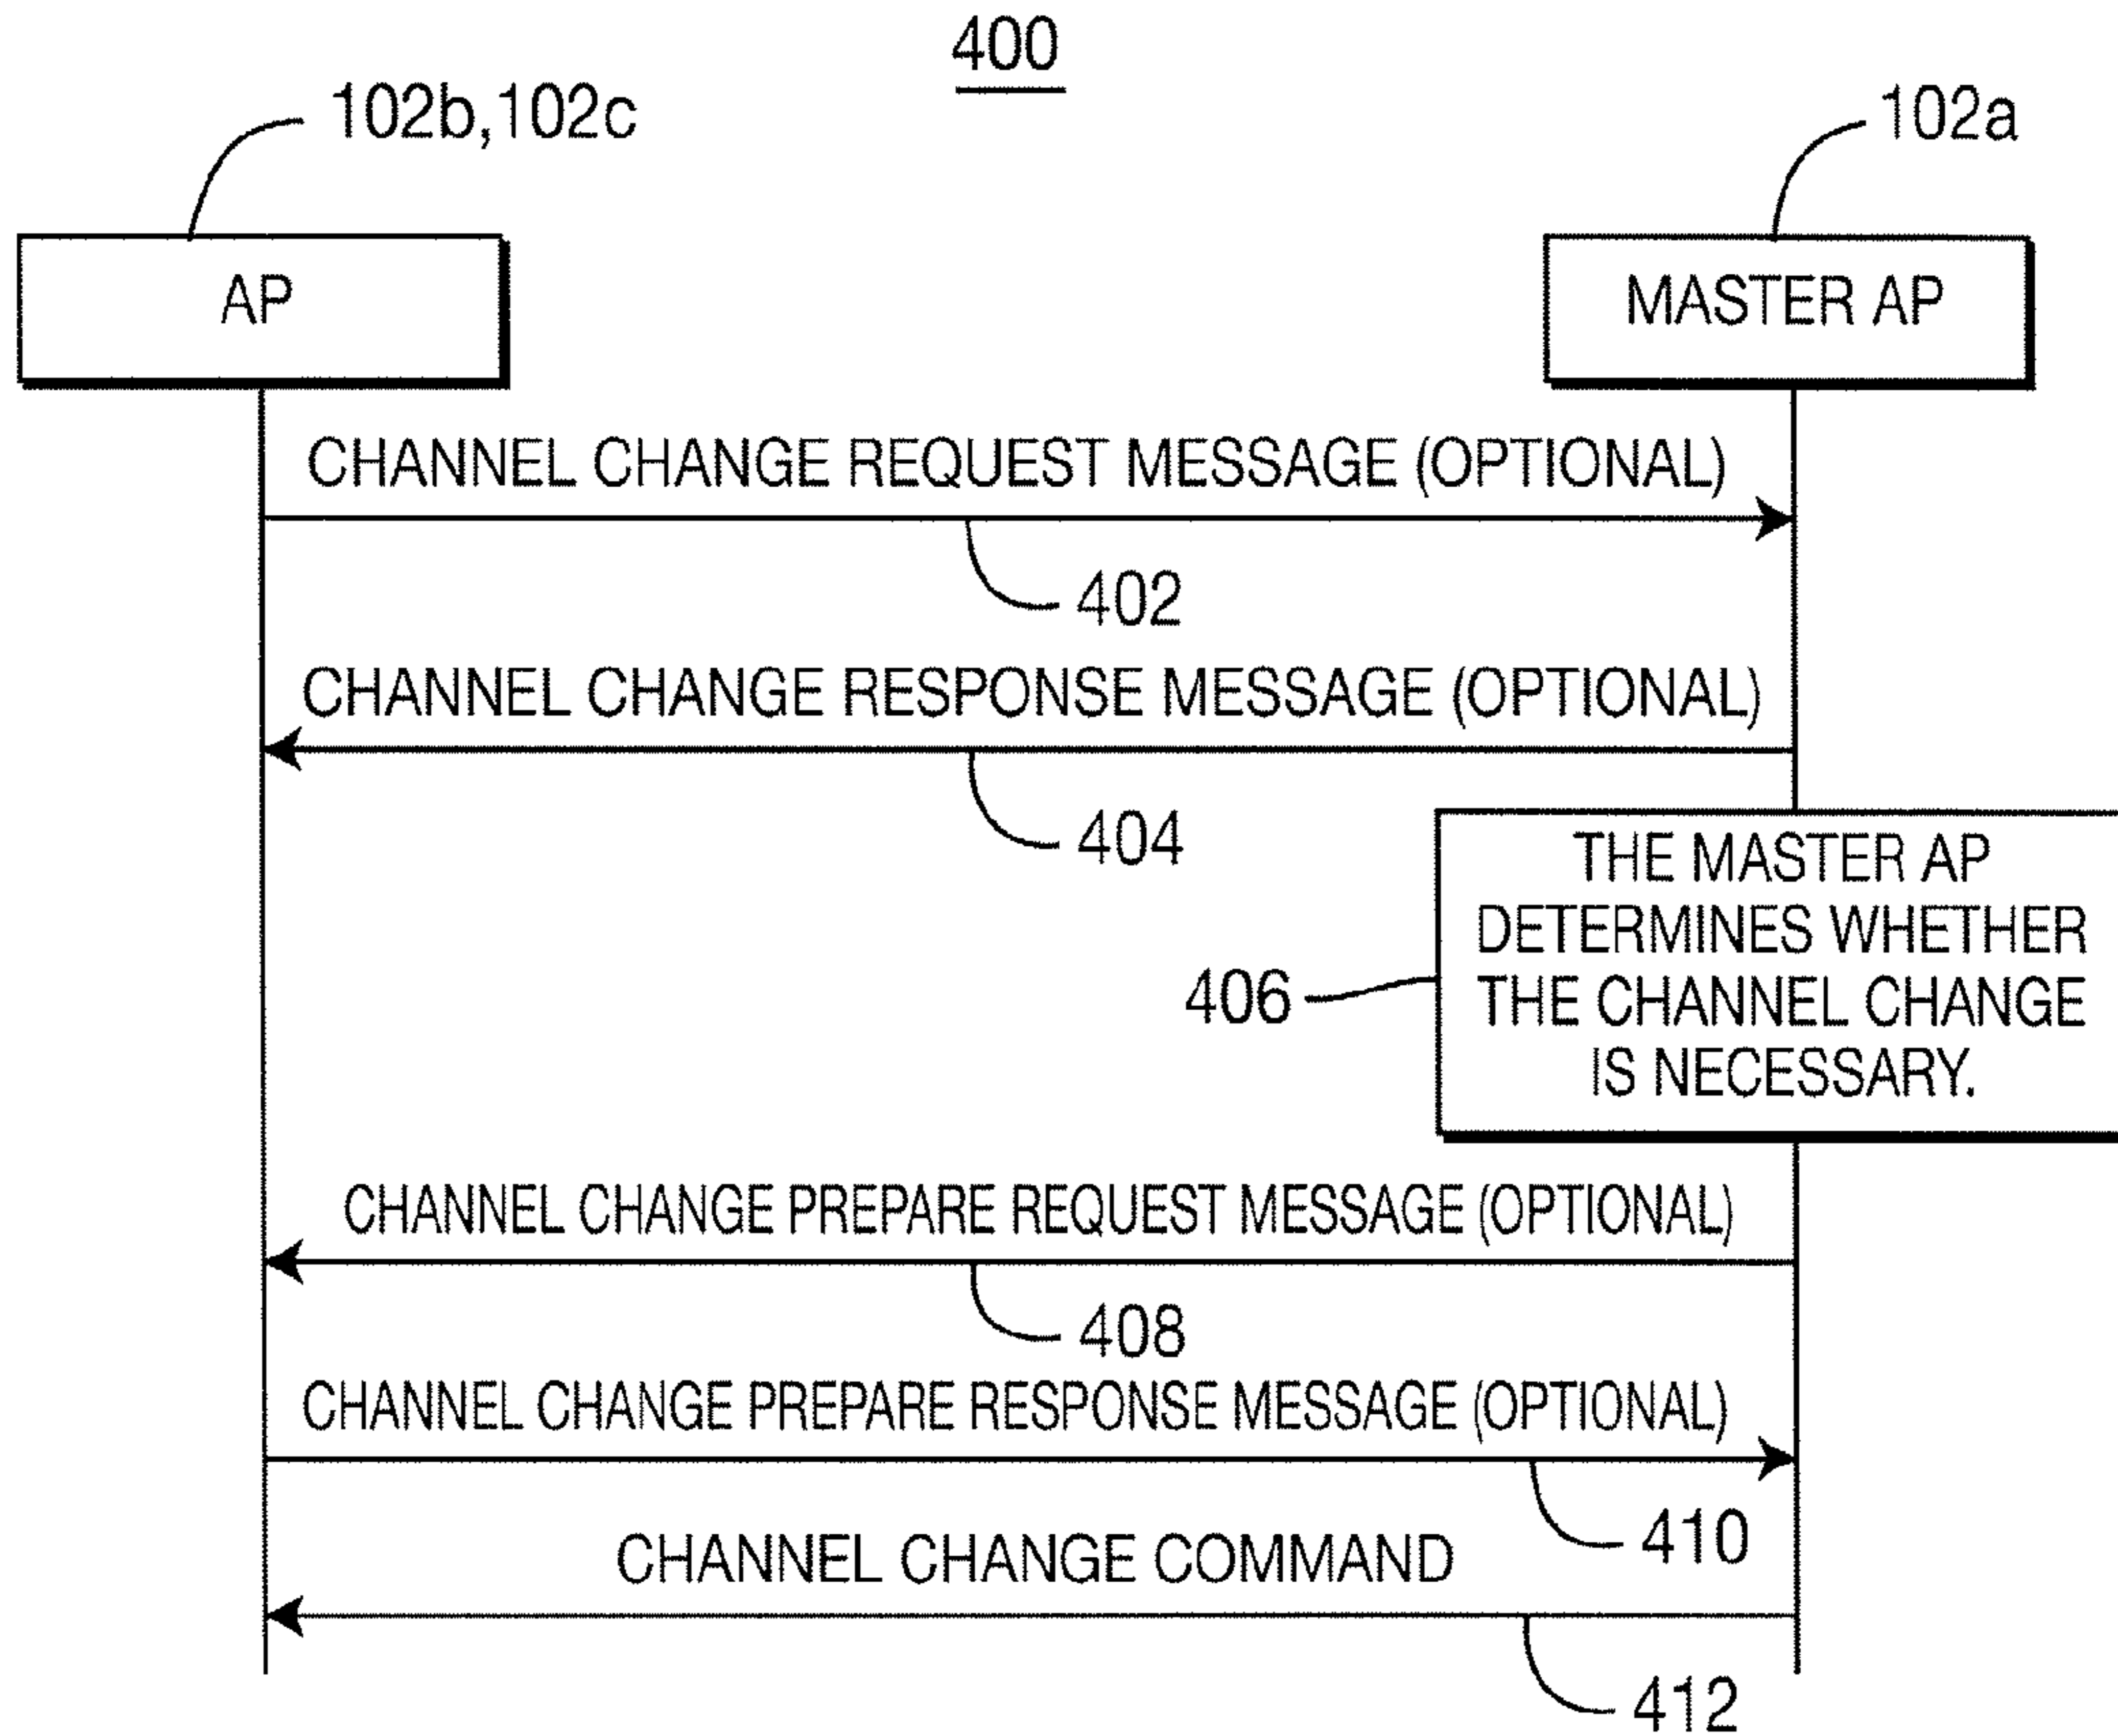 400
102b,102c
102a
AP
MASTER AP
CHANNEL CHANGE REQUEST MESSAGE (OPTIONAL)
402
CHANNEL CHANGE RESPONSE MESSAGE (OPTIONAL)
404
THE MASTER AP
DETERMINES WHETHER
THE CHANNEL CHANGE
IS NECESSARY.
406
CHANNEL CHANGE PREPARE REQUEST MESSAGE (OPTIONAL)
408
CHANNEL CHANGE PREPARE RESPONSE MESSAGE (OPTIONAL)
410
CHANNEL CHANGE COMMAND
412